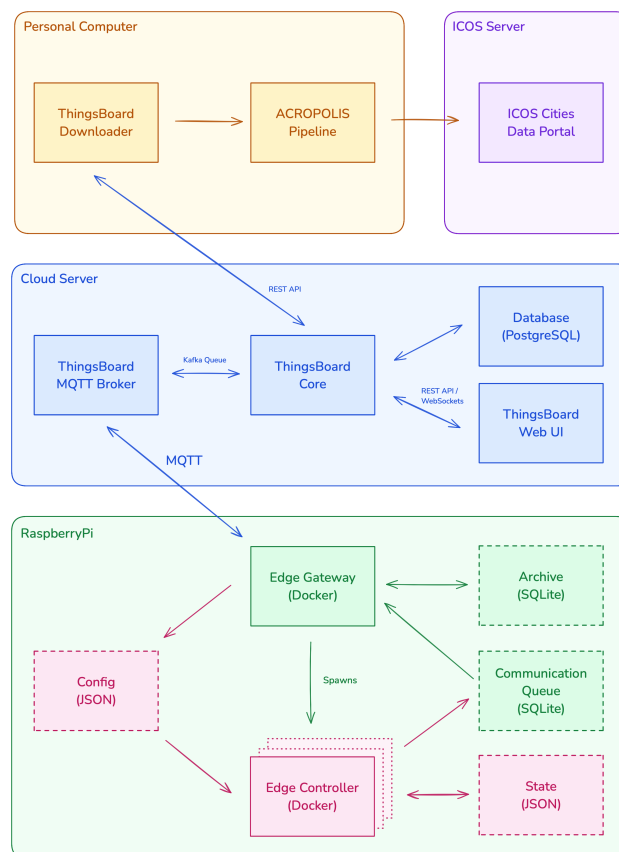 Personal Computer
ICOS Server
ThingsBoard
Downloader
ACROPOLIS
Pipeline
ICOS Cities
Data Portal
REST API
Cloud Server
Database
(PostgreSQL)
ThingsBoard
MQTT Broker
Kafka Queue
ThingsBoard
Core
REST API /
WebSockets
ThingsBoard
Web UI
MQTT
RaspberryPi
Edge Gateway
(Docker)
Archive
(SQLite)
Config
(JSON)
Spawns
Communication
Queue
(SQLite)
Edge Controller
(Docker)
State
(JSON)